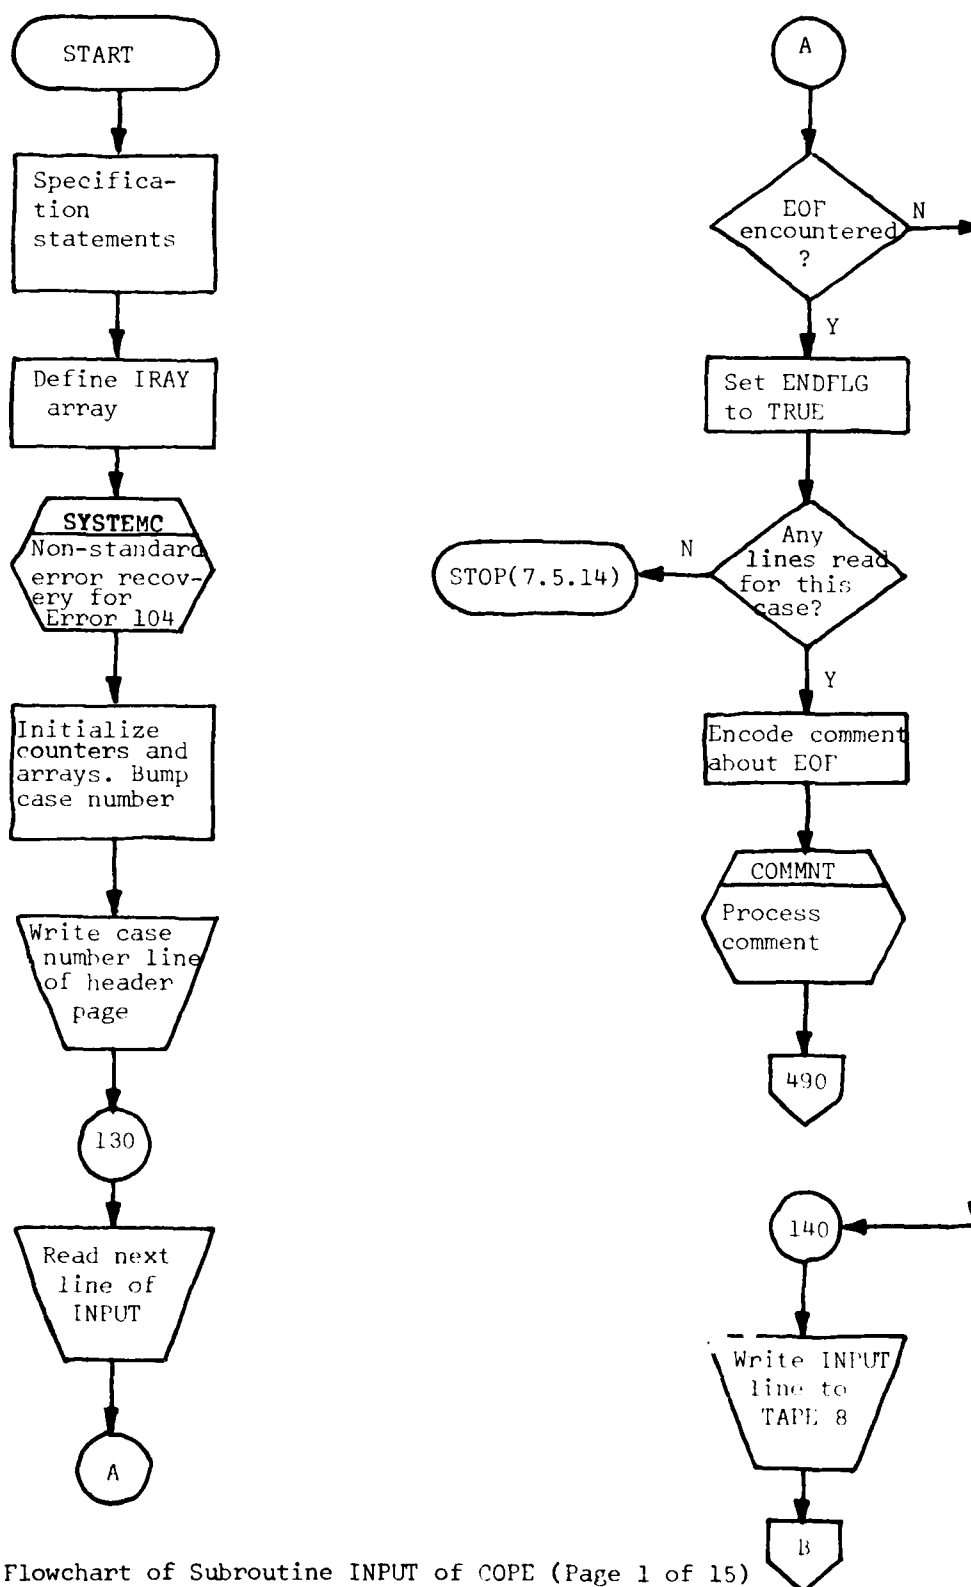 START
Specifica-
tion
statements
Define IRAY
array
SYSTEMC
Non-standard
error recov-
ery for
Error 104
Initialize
counters and
arrays. Bump
case number
Write case
number line
of header
page
130
Read next
line of
INPUT
A
A
EOF
encountered
?
N
Y
Set ENDFLG
to TRUE
Any
lines read
for this
case?
N
STOP(7.5.14)
Y
Encode comment
about EOF
COMMNT
Process
comment
490
140
Write INPUT
line to
TAPE 8
B
Flowchart of Subroutine INPUT of COPE (Page 1 of 15)